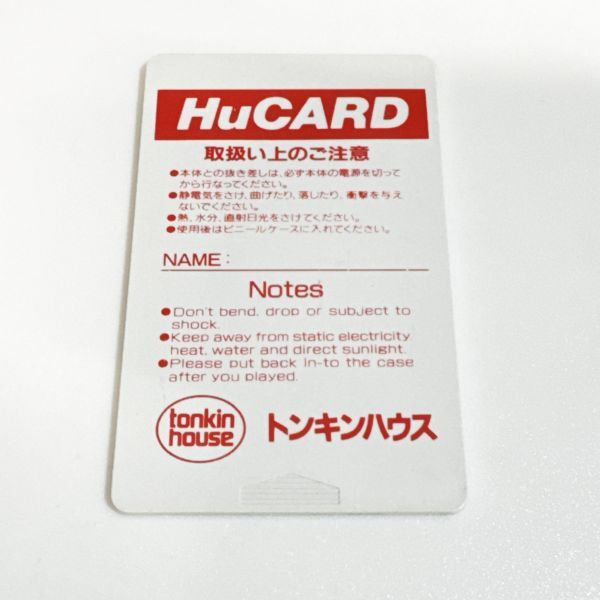 HuCARD
取扱い上のご注意
●本体との抜き差しは、必ず本体の電源を切って
から行なってください。
●静電気をさけ、曲げたり、落したり、衝撃を与え
ないでください。
●熱、水分、直射日光をさけてください。
●使用後はビニールケースに入れてください。
NAME:
Notes
●Don't bend, drop or subject to
shock.
●Keep away from static electricity,
heat, water and direct sunlight.
●Please put back in-to the case
after you played.
tonkin
house
トンキンハウス